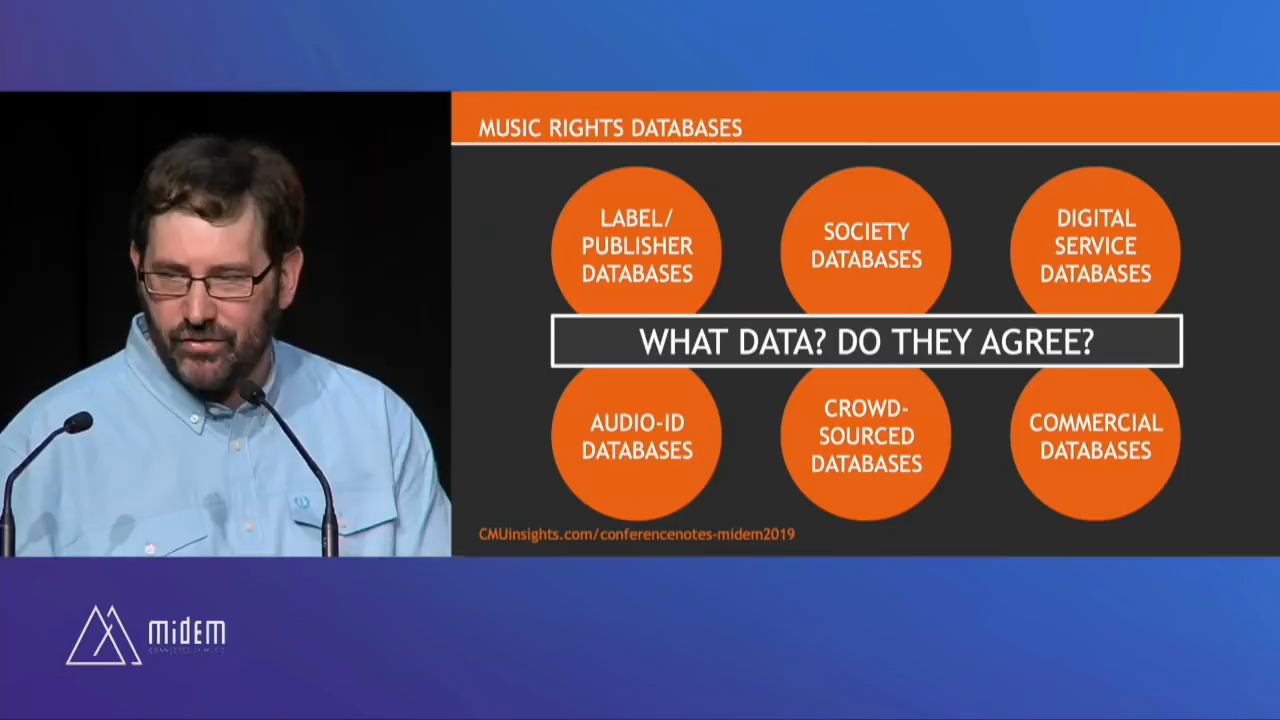 MUSIC RIGHTS DATABASES
LABEL/
PUBLISHER
DATABASES
SOCIETY
DATABASES
DIGITAL
SERVICE
DATABASES
WHAT DATA? DO THEY AGREE?
AUDIO-ID
DATABASES
CROWD-
SOURCED
DATABASES
COMMERCIAL
DATABASES
CMUinsights.com/conferencenotes-midem2019
midem